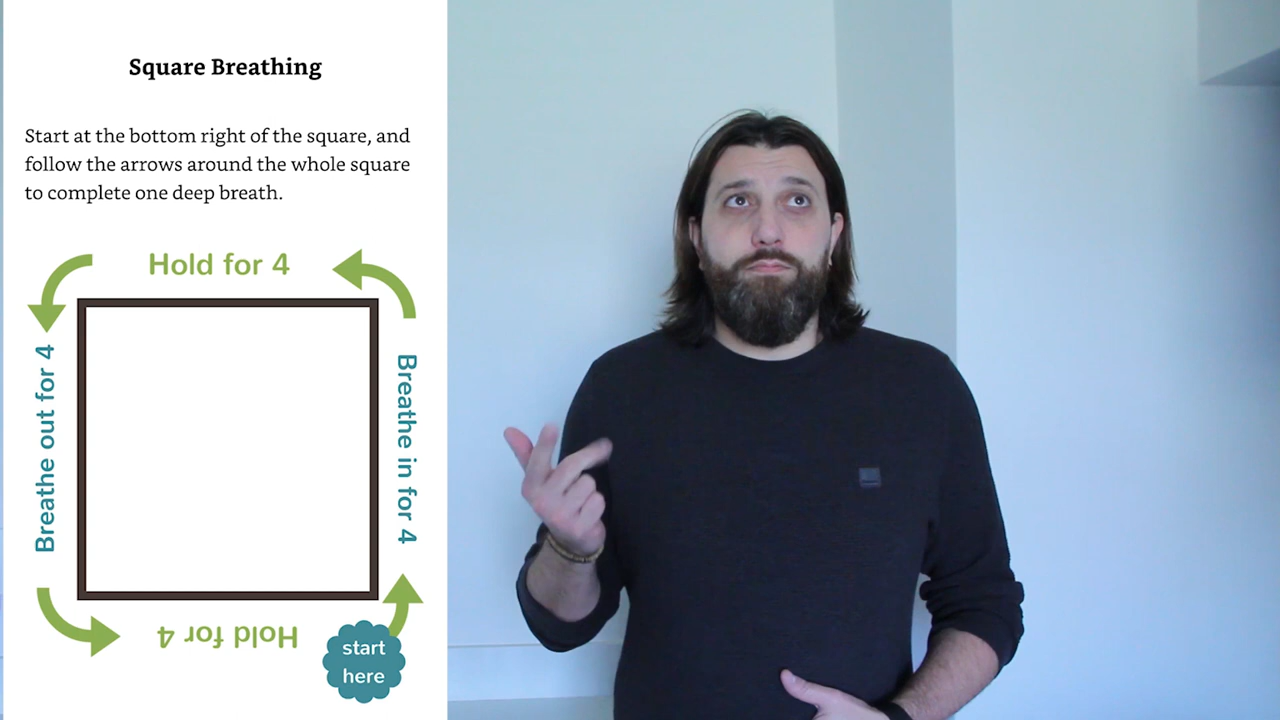 Square Breathing
Start at the bottom right of the square, and
follow the arrows around the whole square
to complete one deep breath.
Hold for 4
Breathe out for 4
Breathe in for 4
Hold for 4
start
here